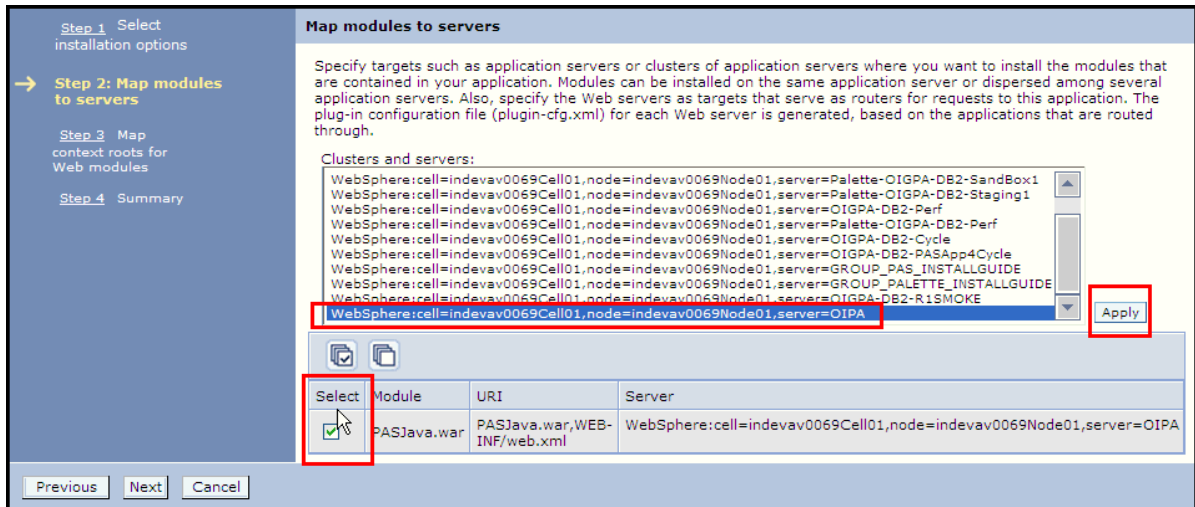 Step 1 Select
installation options
Step 2: Map modules
to servers
Step 3 Map
context roots for
Web modules
Step 4 Summary
Map modules to servers
Specify targets such as application servers or clusters of application servers where you want to install the modules that
are contained in your application. Modules can be installed on the same application server or dispersed among several
application servers. Also, specify the Web servers as targets that serve as routers for requests to this application. The
plug-in configuration file (plugin-cfg.xml) for each Web server is generated, based on the applications that are routed
through.
Clusters and servers:
WebSphere:cell=indevav0069Cell01,node=indevav0069Node01,server=Palette-OIGPA-DB2-SandBox1
WebSphere:cell=indevav0069Cell01,node=indevav0069Node01,server=Palette-OIGPA-DB2-Staging1
WebSphere:cell=indevav0069Cell01,node=indevav0069Node01,server=OIGPA-DB2-Perf
WebSphere:cell=indevav0069Cell01,node=indevav0069Node01,server=Palette-OIGPA-DB2-Perf
WebSphere:cell=indevav0069Cell01,node=indevav0069Node01,server=OIGPA-DB2-Cycle
WebSphere:cell=indevav0069Cell01,node=indevav0069Node01,server=OIGPA-DB2-PASApp4Cycle
WebSphere:cell=indevav0069Cell01,node=indevav0069Node01,server=GROUP_PAS_INSTALLGUIDE
WebSphere:cell=indevav0069Cell01,node=indevav0069Node01,server=GROUP_PALETTE_INSTALLGUIDE
WebSphere:cell=indevav0069Cell01,node=indevav0069Node01,server=OIGPA-DB2-R1SMOKE
WebSphere:cell=indevav0069Cell01,node=indevav0069Node01,server=OIPA
Apply
Select Module URI Server
PASJava.war PASJava.war,WEB-
INF/web.xml WebSphere:cell=indevav0069Cell01,node=indevav0069Node01,server=OIPA
Previous Next Cancel